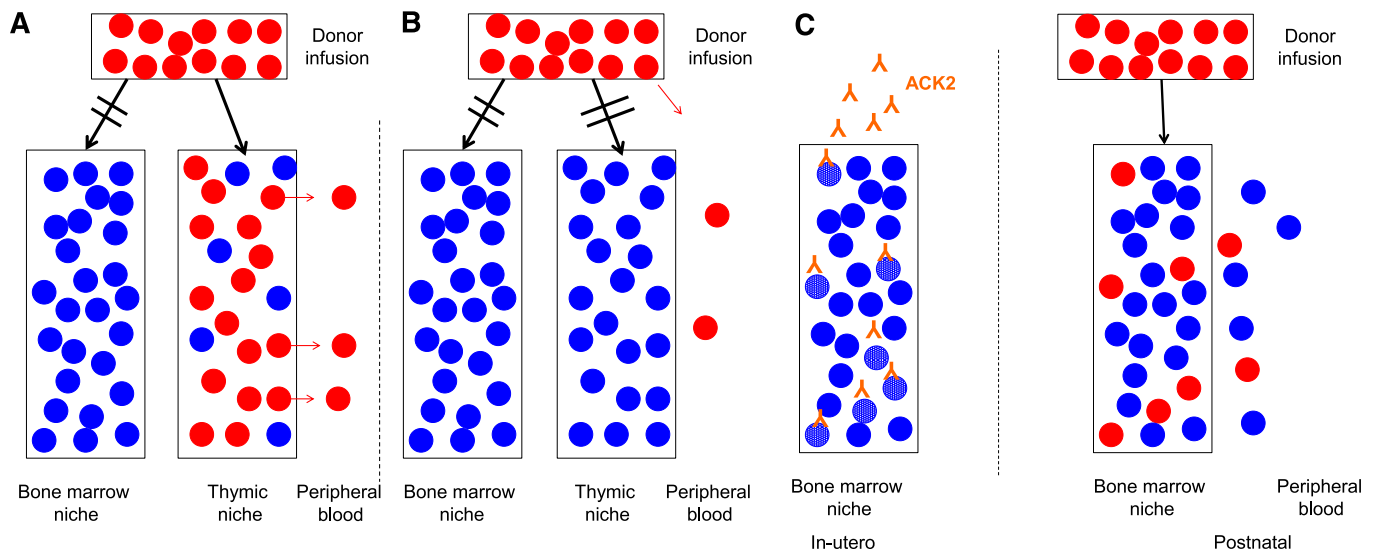 A
Donor
infusion
Bone marrow
niche
Thymic
niche
Peripheral
blood
B
Donor
infusion
Bone marrow
niche
Thymic
niche
Peripheral
blood
C
ACK2
Bone marrow
niche
In-utero
Donor
infusion
Bone marrow
niche
Peripheral
blood
Postnatal